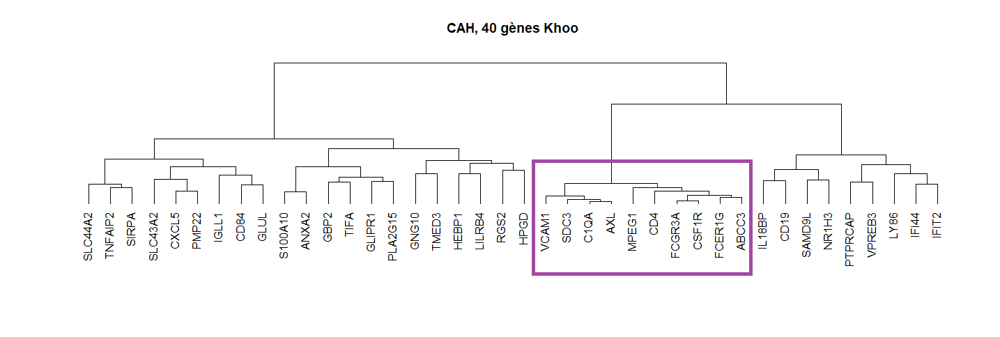 CAH, 40 gènes Khoo
SLC44A2
TNFAIP2
SIRPA
SLC43A2
CXCL5
PMP22
IGLL1
CD84
GLUL
S100A10
ANXA2
GBP2
TIFA
GLIPR1
PLA2G15
GNG10
TMED3
HEBP1
LILRB4
RGS2
HPGD
VCAM1
SDC3
C1QA
AXL
MPEG1
CD4
FCGR3A
CSF1R
FCER1G
ABCC3
IL18BP
CD19
SAMD9L
NR1H3
PTPRCAP
VPREB3
LY86
IFI44
IFIT2